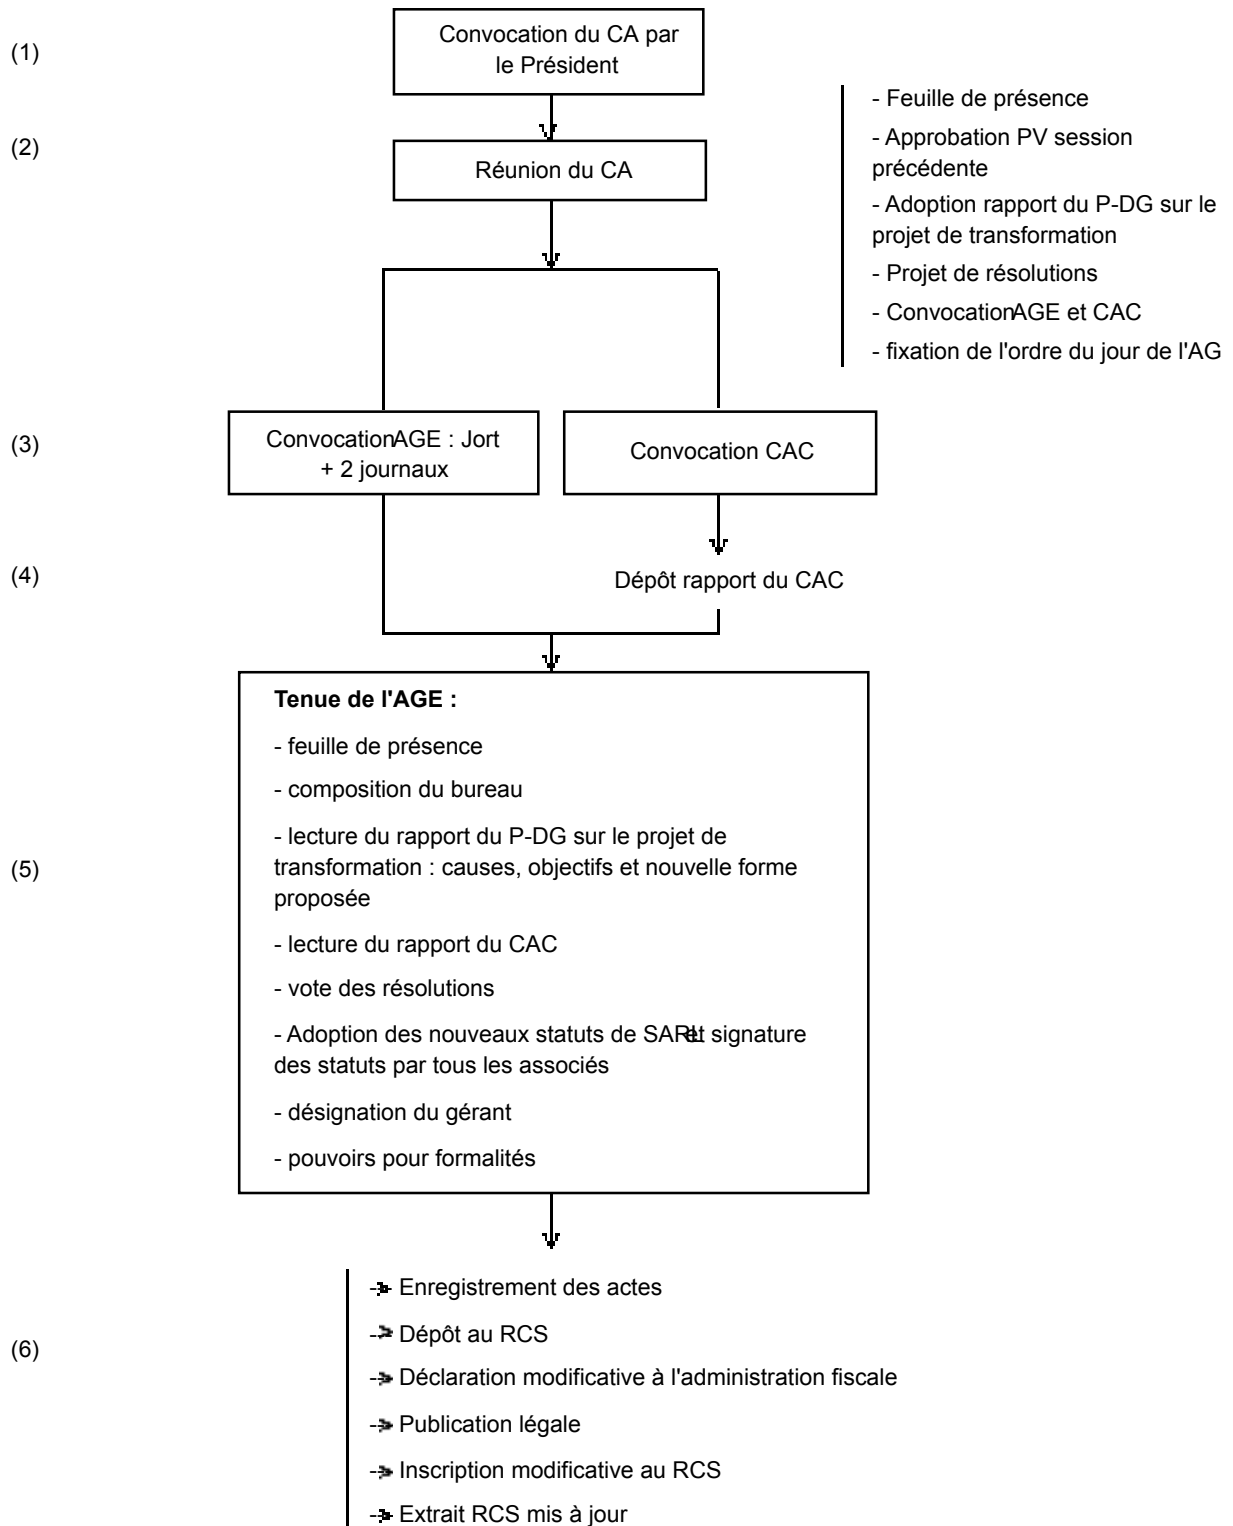 (1)
Convocation du CA par
le Président
(2)
Réunion du CA
- Feuille de présence
- Approbation PV session
précédente
- Adoption rapport du P-DG sur le
projet de transformation
- Projet de résolutions
- Convocation AGE et CAC
- fixation de l'ordre du jour de l'AG
(3)
Convocation AGE : Jort
+ 2 journaux
Convocation CAC
(4)
Dépôt rapport du CAC
(5)
Tenue de l'AGE :
- feuille de présence
- composition du bureau
- lecture du rapport du P-DG sur le projet de
transformation : causes, objectifs et nouvelle forme
proposée
- lecture du rapport du CAC
- vote des résolutions
- Adoption des nouveaux statuts de SARL et signature
des statuts par tous les associés
- désignation du gérant
- pouvoirs pour formalités
(6)
-> Enregistrement des actes
-> Dépôt au RCS
-> Déclaration modificative à l'administration fiscale
-> Publication légale
-> Inscription modificative au RCS
-> Extrait RCS mis à jour